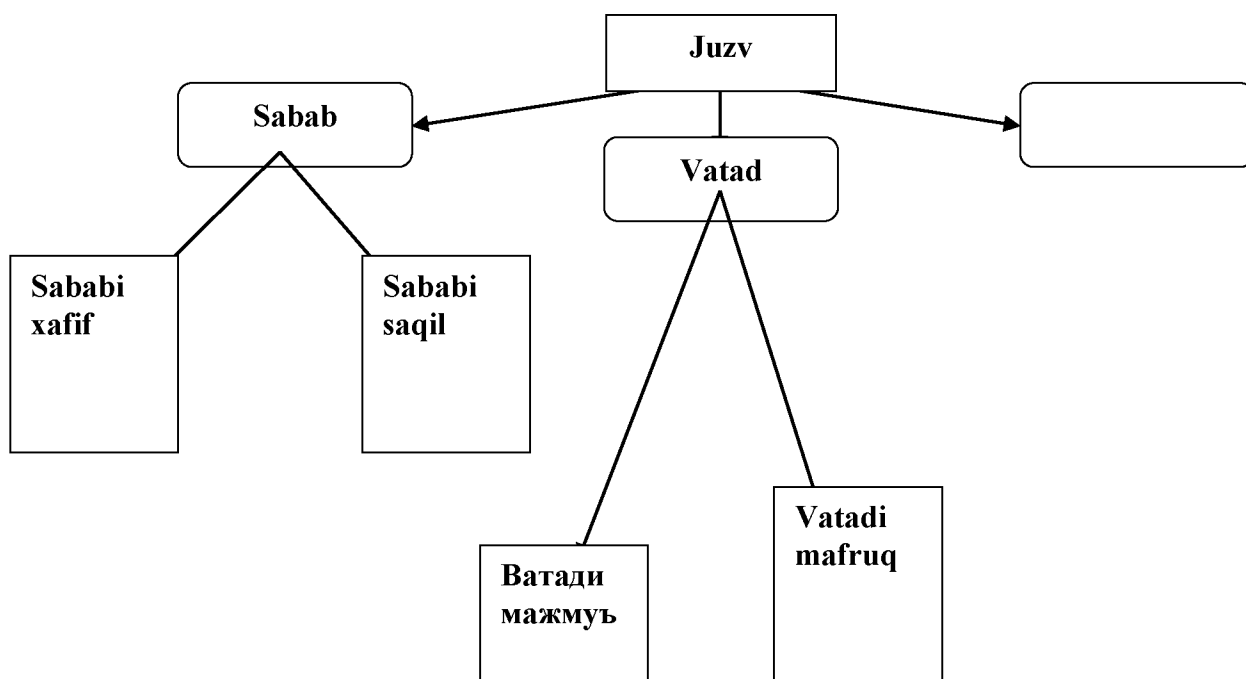 Juzv
Sabab
Vatad
Sababi
xafif
Sababi
saqil
Ватади
мажмуъ
Vatadi
mafruq